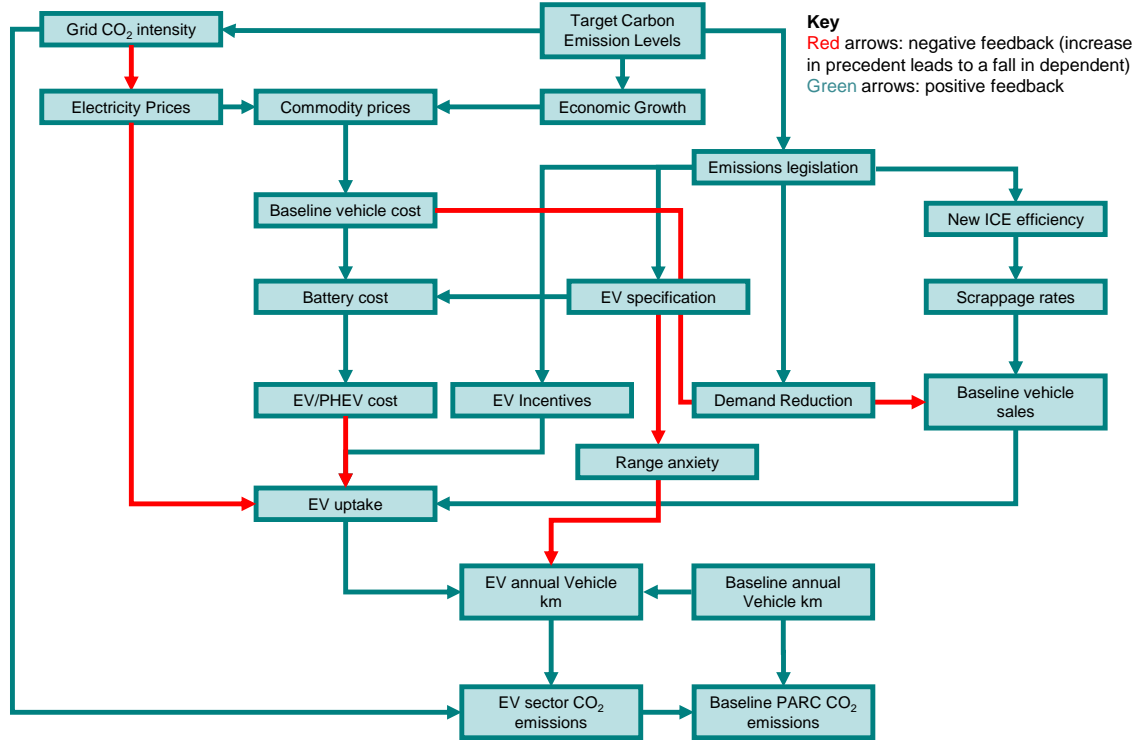 Grid CO₂ intensity
Target Carbon
Emission Levels
Key
Red arrows: negative feedback (increase
in precedent leads to a fall in dependent)
Green arrows: positive feedback
Electricity Prices
Commodity prices
Economic Growth
Emissions legislation
Baseline vehicle cost
New ICE efficiency
Battery cost
EV specification
Scrappage rates
EV/PHEV cost
EV Incentives
Demand Reduction
Baseline vehicle
sales
Range anxiety
EV uptake
EV annual Vehicle
km
Baseline annual
Vehicle km
EV sector CO₂
emissions
Baseline PARC CO₂
emissions